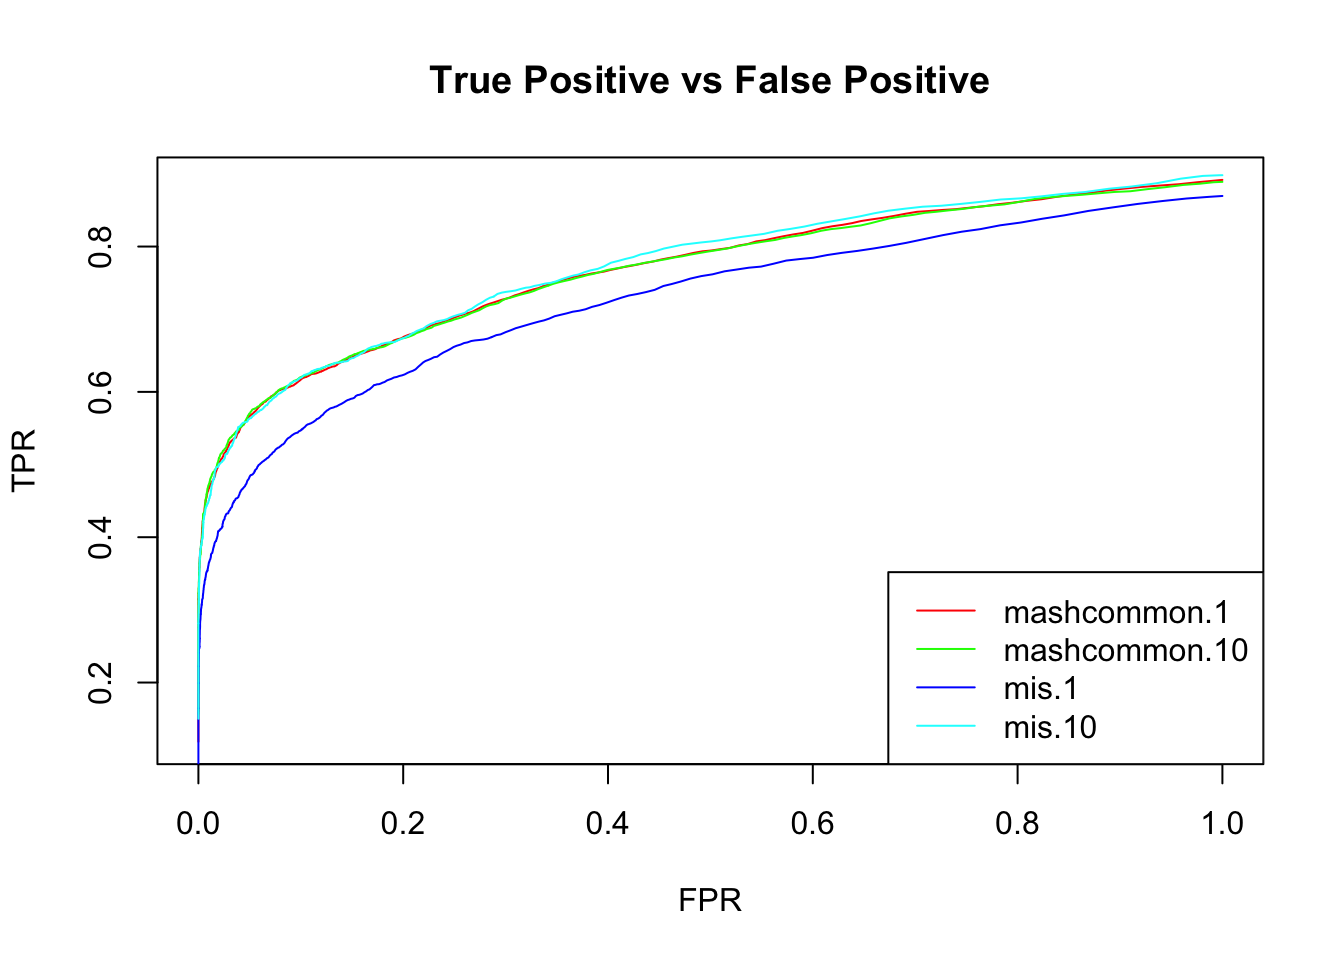 True Positive vs False Positive
TPR
0.8
0.6
0.4
0.2
mashcommon.1
mashcommon.10
mis.1
mis.10
0.0 0.2 0.4 0.6 0.8 1.0
FPR